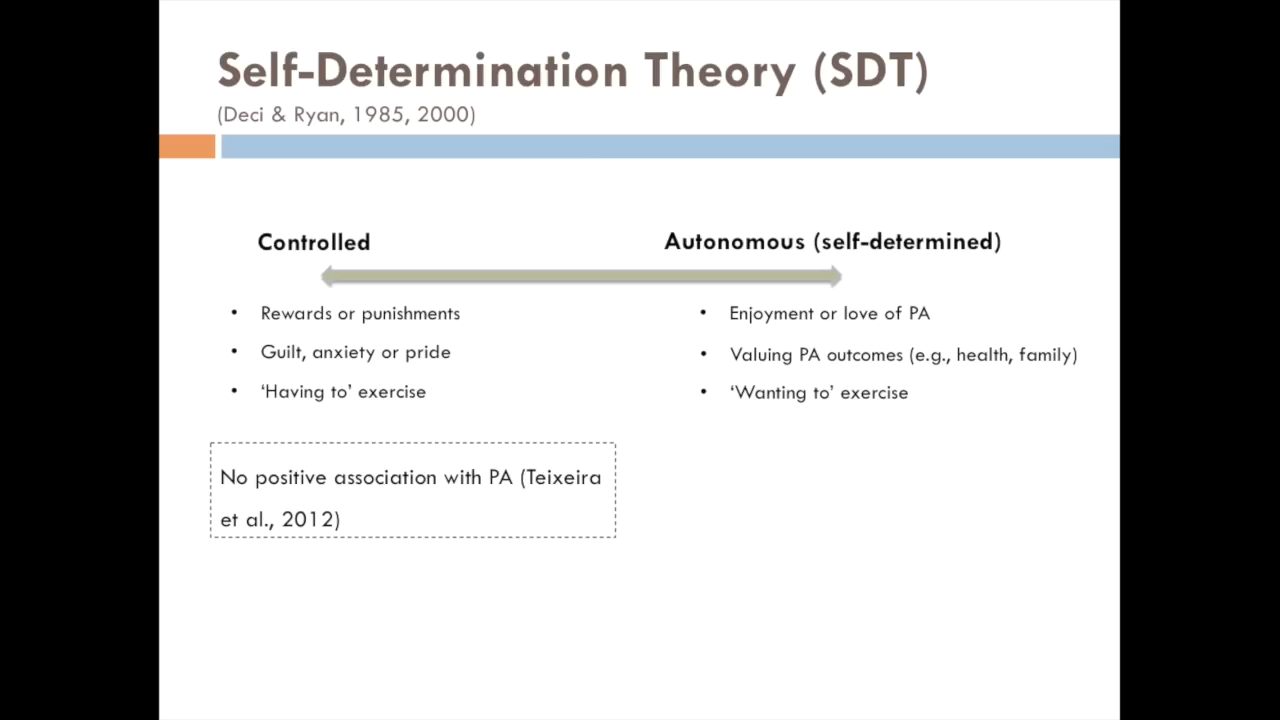 Self-Determination Theory (SDT)
(Deci & Ryan, 1985, 2000)
Controlled
• Rewards or punishments
• Guilt, anxiety or pride
• ‘Having to’ exercise
No positive association with PA (Teixeira
et al., 2012)
Autonomous (self-determined)
• Enjoyment or love of PA
• Valuing PA outcomes (e.g., health, family)
• ‘Wanting to’ exercise